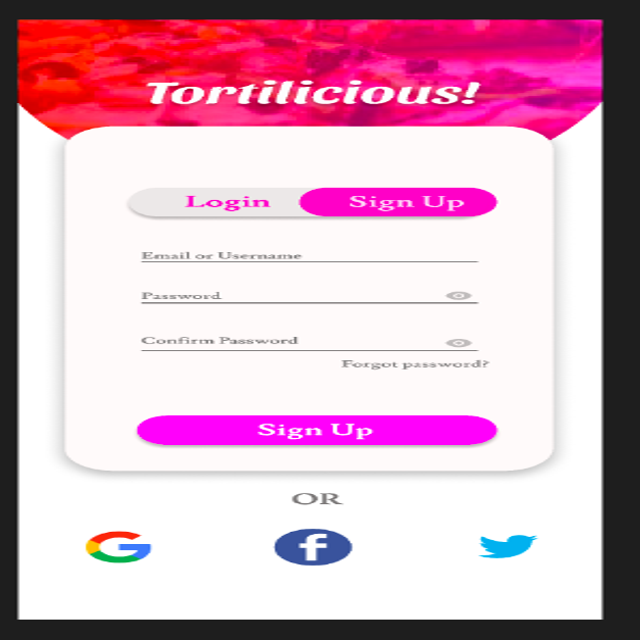 Tortilicious!
Login Sign Up
Email or Username
Password
Confirm Password
Forgot password?
Sign Up
OR